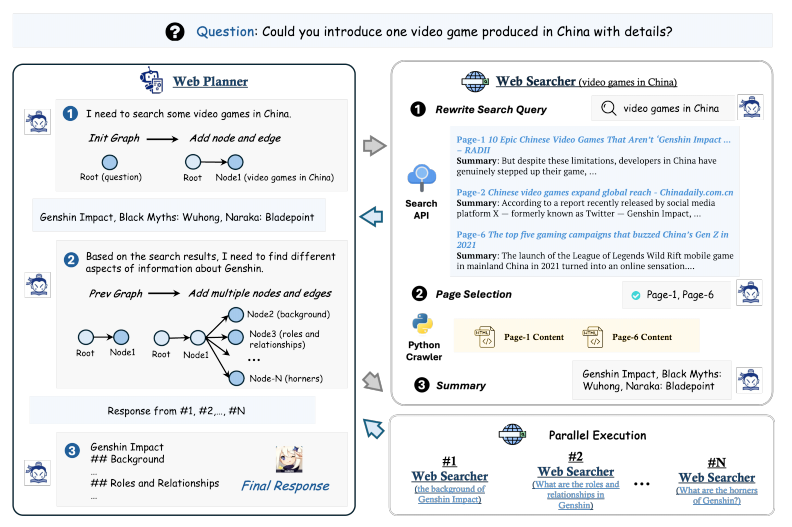 Question: Could you introduce one video game produced in China with details?
Web Planner
1
I need to search some video games in China.
Init Graph
Add node and edge
Root (question)
Root
Node1 (video games in China)
Genshin Impact, Black Myths: Wuhong, Naraka: Bladepoint
2
Based on the search results, I need to find different
aspects of information about Genshin.
Prev Graph
Add multiple nodes and edges
Node2 (background)
Node3 (roles and
relationships)
...
Node-N (horners)
Root
Node1
Root
Node1
Response from #1, #2,..., #N
3
Genshin Impact
## Background
...
## Roles and Relationships
...
Final Response
Web Searcher (video games in China)
1 Rewrite Search Query
video games in China
Search
API
Page-1 10 Epic Chinese Video Games That Aren't 'Genshin Impact ...
– RADII
Summary: But despite these limitations, developers in China have
genuinely stepped up their game, ...
Page-2 Chinese video games expand global reach - Chinadaily.com.cn
Summary: According to a report recently released by social media
platform X — formerly known as Twitter — Genshin Impact, ...
Page-6 The top five gaming campaigns that buzzed China's Gen Z in
2021
Summary: The launch of the League of Legends Wild Rift mobile game
in mainland China in 2021 turned into an online sensation....
2 Page Selection
Page-1, Page-6
Python
Crawler
HTML
Page-1 Content
HTML
Page-6 Content
3 Summary
Genshin Impact, Black Myths:
Wuhong, Naraka: Bladepoint
Parallel Execution
#1
Web Searcher
(the background of
Genshin Impact)
#2
Web Searcher
(What are the roles and
relationships in
Genshin)
...
#N
Web Searcher
(What are the horners
of Genshin?)